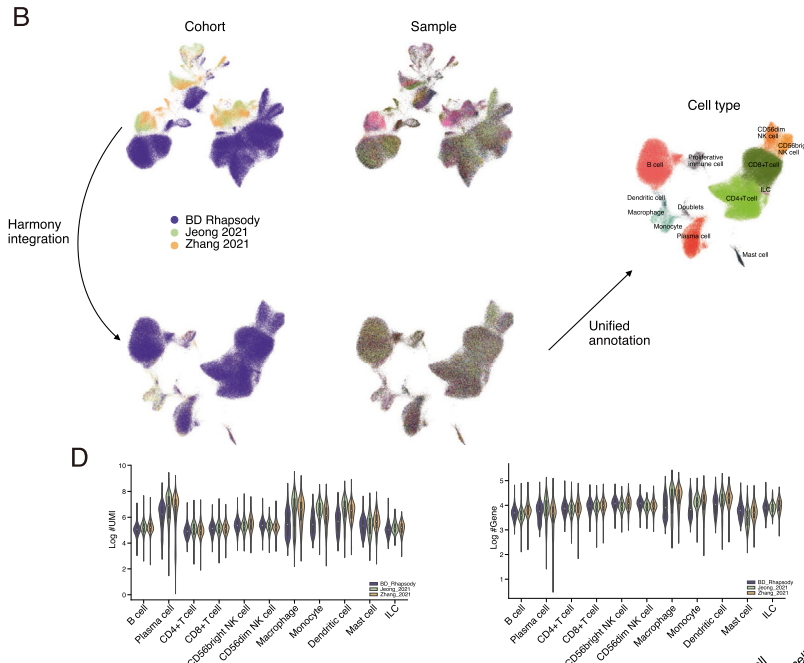 B
Cohort
Sample
Cell type
CD56dim
NK cell
CD56brig
NK cell
B cell
Proliferative
immune cell
CD8+T cell
ILC
CD4+T cell
Dendritic cell
Macrophage
Doublets
Monocyte
Plasma cell
Mast cell
BD Rhapsody
Jeong 2021
Zhang 2021
Harmony
integration
Unified
annotation
D
Log #UMI
10
8
6
4
2
0
BD_Rhapsody
Jeong_2021
Zhang_2021
B cell
Plasma cell
CD4+T cell
CD8+T cell
CD56bright NK cell
CD56dim NK cell
Macrophage
Monocyte
Dendritic cell
Mast cell
ILC
Log #Gene
5
4
3
2
1
BD_Rhapsody
Jeong_2021
Zhang_2021
B cell
Plasma cell
CD4+T cell
CD8+T cell
CD56bright NK cell
CD56dim NK cell
Macrophage
Monocyte
Dendritic cell
Mast cell
ILC